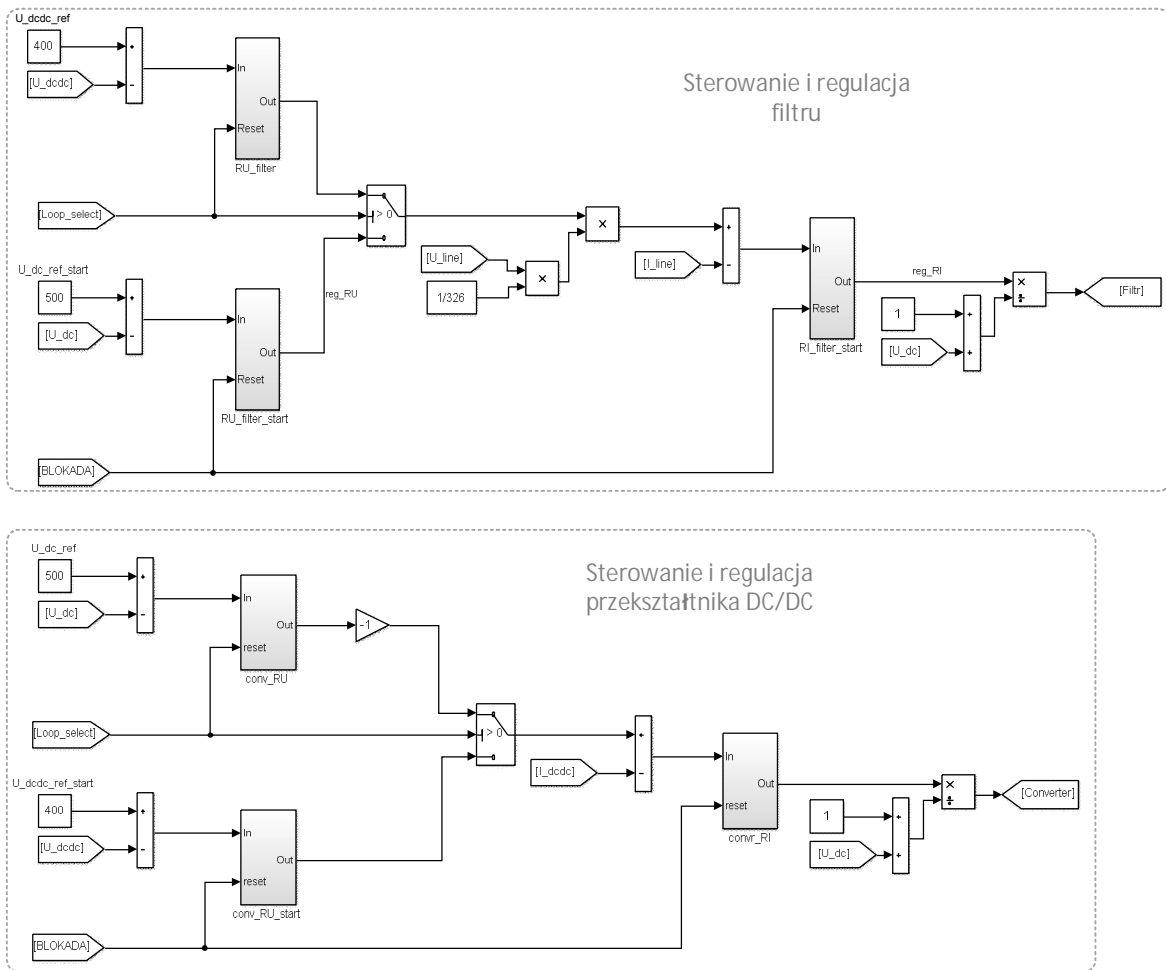 U_dcdc_ref
400
[U_dcdc]
+
-
In
Out
Reset
RU_filter
Sterowanie i regulacja
filtru
[Loop_select]
> 0
U_dc_ref_start
500
[U_dc]
+
-
In
Out
Reset
RU_filter_start
reg_RU
[U_line]
1/326
×
×
[I_line]
+
-
In
Out
Reset
RI_filter_start
reg_RI
1
[U_dc]
+
+
×
÷
[Filtr]
[BLOKADA]
U_dc_ref
500
[U_dc]
+
-
In
Out
reset
conv_RU
-1
Sterowanie i regulacja
przekształtnika DC/DC
[Loop_select]
> 0
U_dcdc_ref_start
400
[U_dcdc]
+
-
In
Out
reset
conv_RU_start
[I_dcdc]
+
-
In
Out
reset
convr_RI
1
[U_dc]
+
+
×
÷
[Converter]
[BLOKADA]